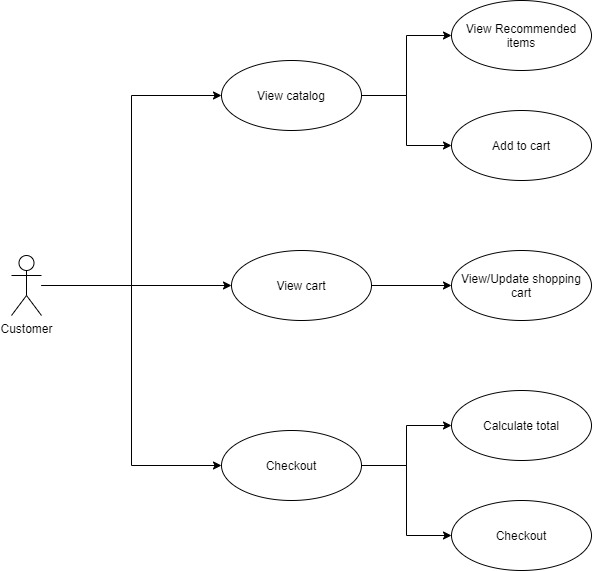 View Recommended
items
View catalog
Add to cart
Customer
View cart
View/Update shopping
cart
Calculate total
Checkout
Checkout